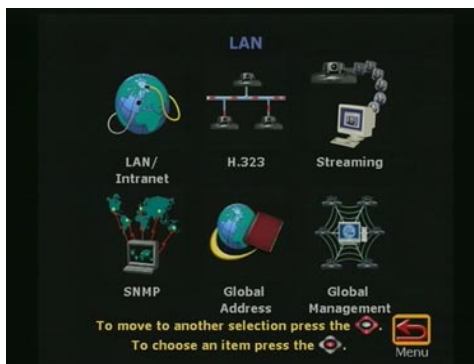 LAN
LAN/
Intranet
H.323
Streaming
SNMP
Global
Address
Global
Management
To move to another selection press the .
To choose an item press the .
Menu